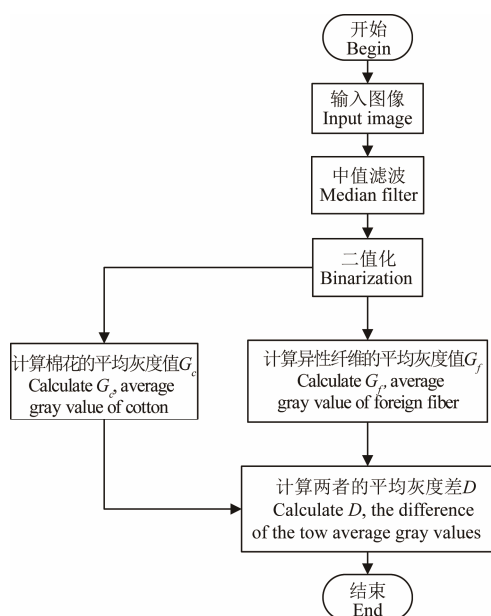 开始
Begin
输入图像
Input image
中值滤波
Median filter
二值化
Binarization
计算棉花的平均灰度值Gc
Calculate Gc, average
gray value of cotton
计算异性纤维的平均灰度值Gf
Calculate Gf, average
gray value of foreign fiber
计算两者的平均灰度差D
Calculate D, the difference
of the tow average gray values
结束
End